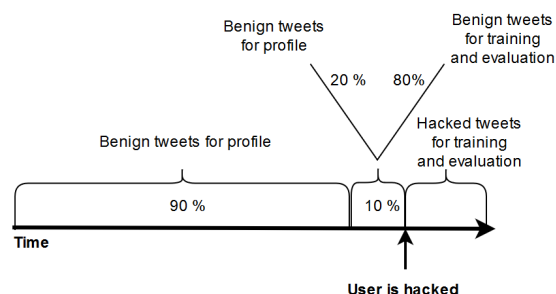 Benign tweets
for profile
Benign tweets
for training
and evaluation
20 %
80%
Benign tweets for profile
Hacked tweets
for training
and evaluation
90 %
10 %
Time
User is hacked